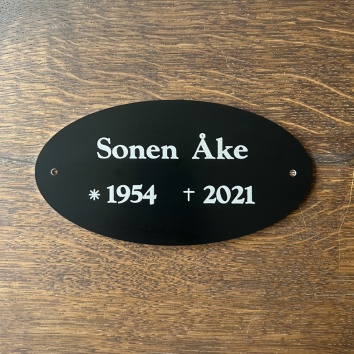 Sonen Åke
* 1954 † 2021